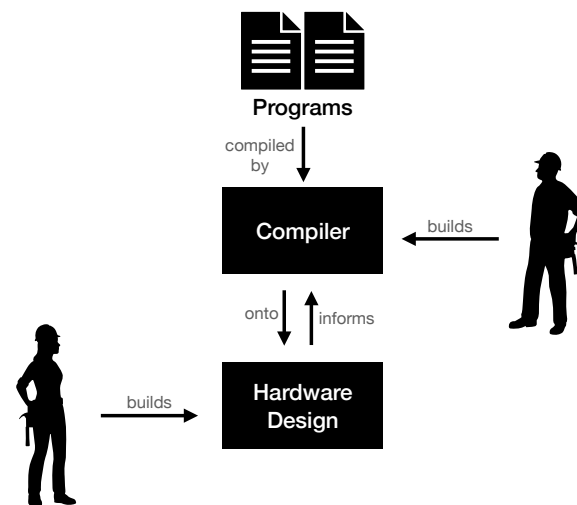 Programs
compiled
by
Compiler
builds
onto
informs
Hardware
Design
builds